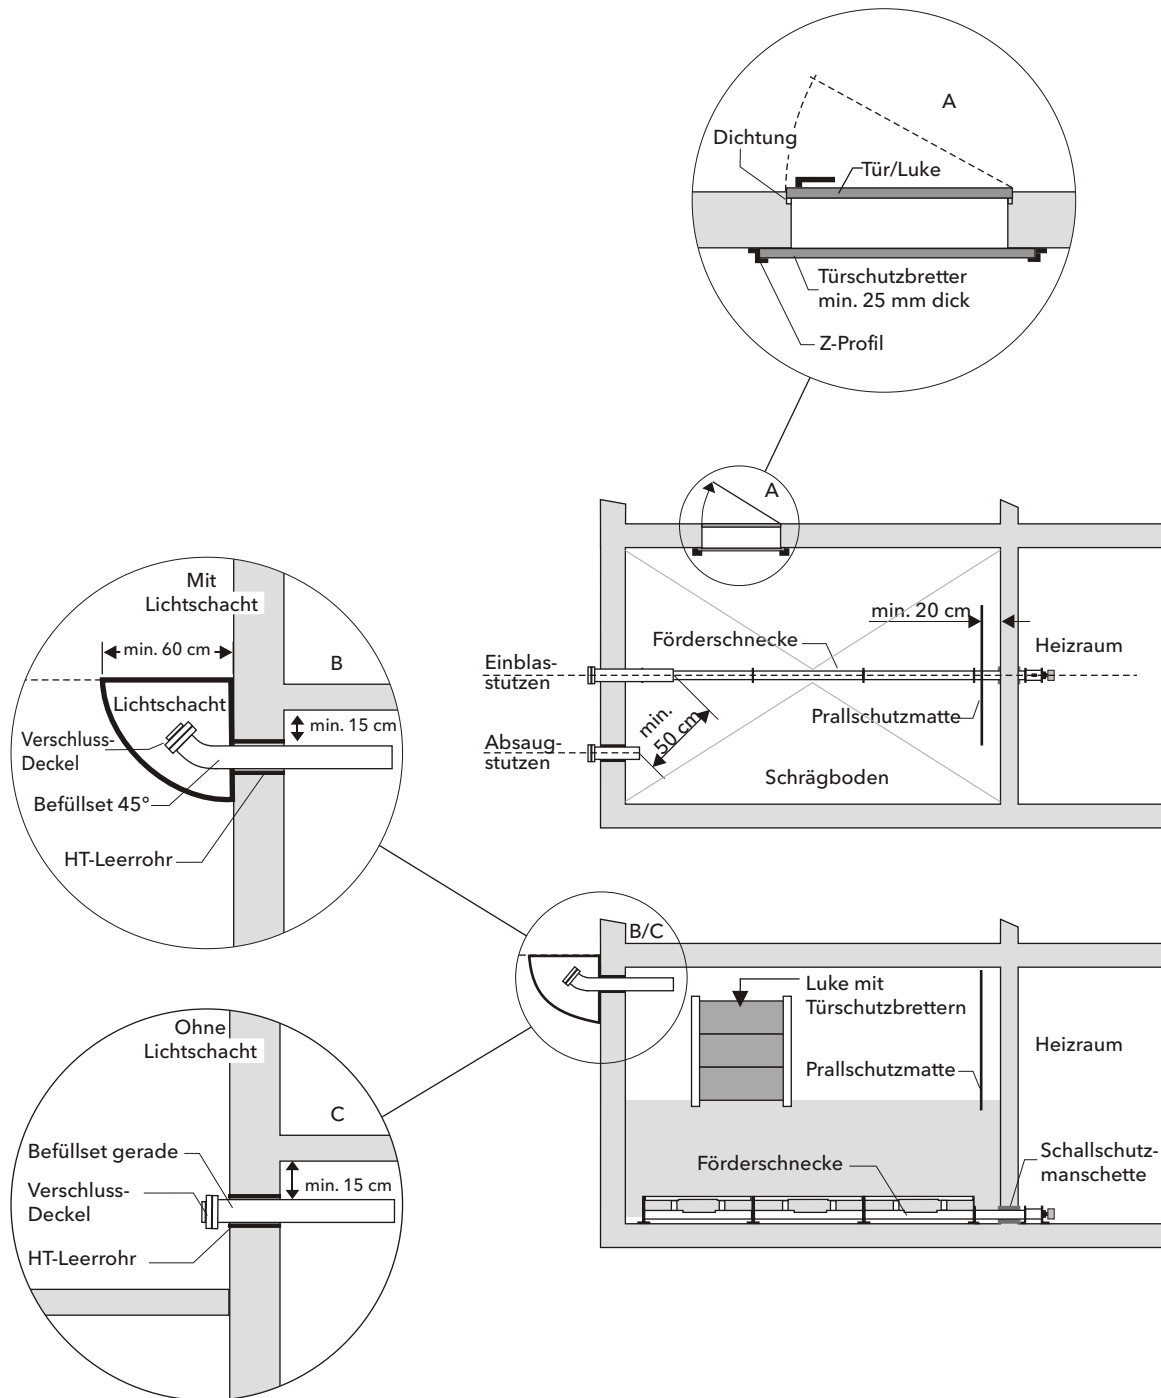 A
Dichtung
Tür/Luke
Türschutzbretter
min. 25 mm dick
Z-Profil
A
min. 20 cm
Förderschnecke
Heizraum
Einblas-
stutzen
Prallschutzmatte
min.
50 cm
Absaug-
stutzen
Schrägboden
Mit
Lichtschacht
min. 60 cm
B
Lichtschacht
min. 15 cm
Verschluss-
Deckel
Befüllset 45°
HT-Leerrohr
B/C
Luke mit
Türschutzbrettern
Heizraum
Prallschutzmatte
Förderschnecke
Schallschutz-
manschette
Ohne
Lichtschacht
C
Befüllset gerade
min. 15 cm
Verschluss-
Deckel
HT-Leerrohr